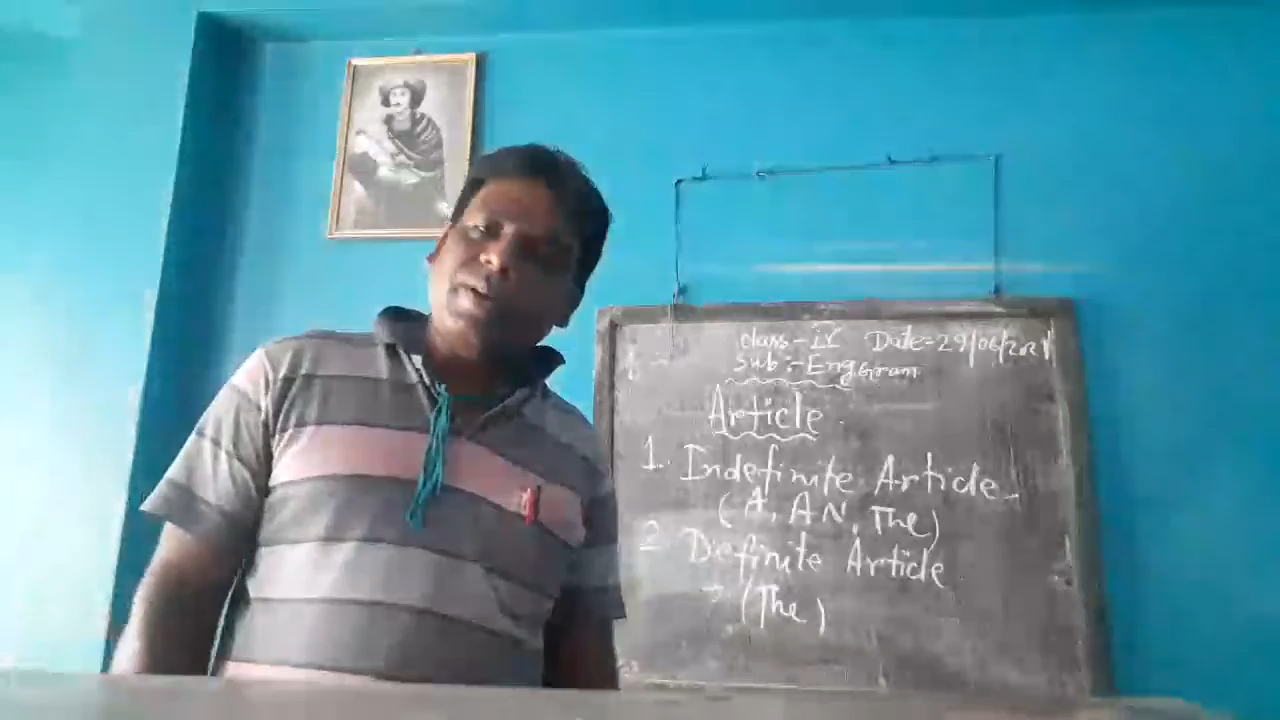 class - IV Date = 29/06/2021
Sub :- Eng Gram
Article
1. Indefinite Article -
(A, AN, The)
2 Definite Article
(The)